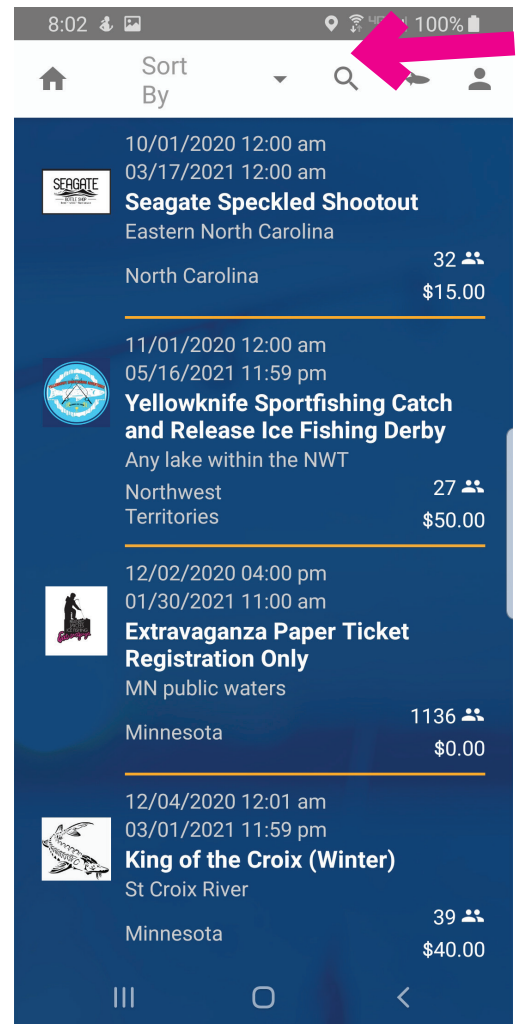 8:02
100%
Sort
By
10/01/2020 12:00 am
03/17/2021 12:00 am
SEAGATE
Seagate Speckled Shootout
Eastern North Carolina
32
North Carolina
$15.00
11/01/2020 12:00 am
05/16/2021 11:59 pm
Yellowknife Sportfishing Catch
and Release Ice Fishing Derby
Any lake within the NWT
Northwest
27
Territories
$50.00
12/02/2020 04:00 pm
01/30/2021 11:00 am
Extravaganza Paper Ticket
Registration Only
MN public waters
1136
Minnesota
$0.00
12/04/2020 12:01 am
03/01/2021 11:59 pm
King of the Croix (Winter)
St Croix River
39
Minnesota
$40.00